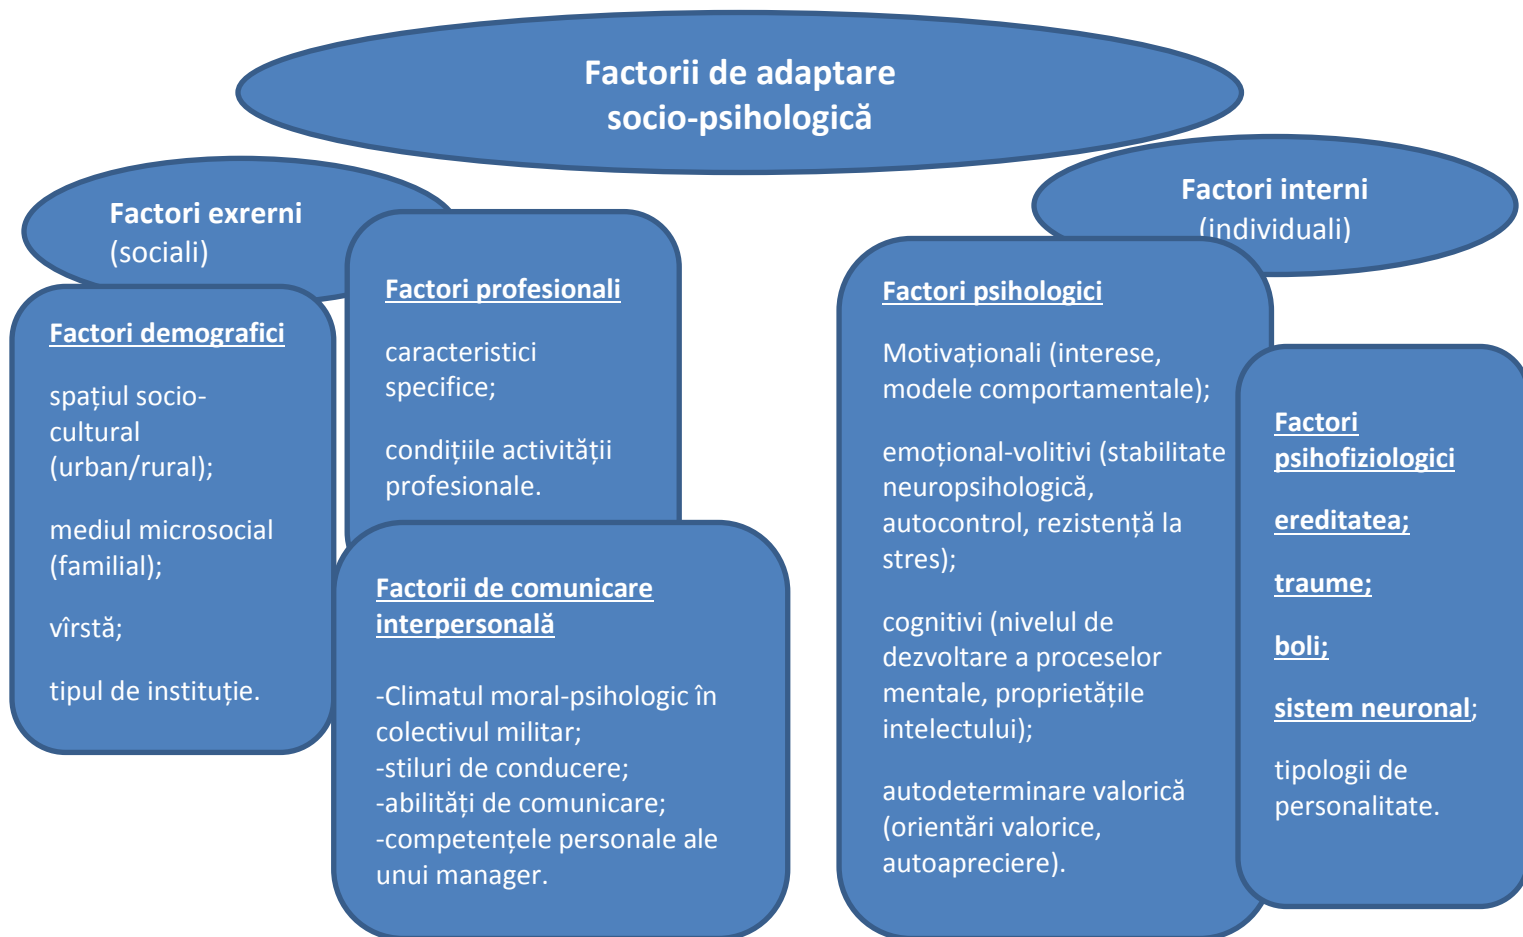 Factorii de adaptare
socio-psihologică
Factori exrerni
(sociali)
Factori demografici
spațiul socio-
cultural
(urban/rural);
mediul microsocial
(familial);
vîrstă;
tipul de instituție.
Factori profesionali
caracteristici
specifice;
condițiile activității
profesionale.
Factorii de comunicare
interpersonală
-Climatul moral-psihologic în
colectivul militar;
-stiluri de conducere;
-abilități de comunicare;
-competențele personale ale
unui manager.
Factori interni
(individuali)
Factori psihologici
Motivaționali (interese,
modele comportamentale);
emoțional-volitivi (stabilitate
neuropsihologică,
autocontrol, rezistență la
stres);
cognitivi (nivelul de
dezvoltare a proceselor
mentale, proprietățile
intelectului);
autodeterminare valorică
(orientări valorice,
autoapreciere).
Factori
psihofiziologici
ereditatea;
traume;
boli;
sistem neuronal;
tipologii de
personalitate.